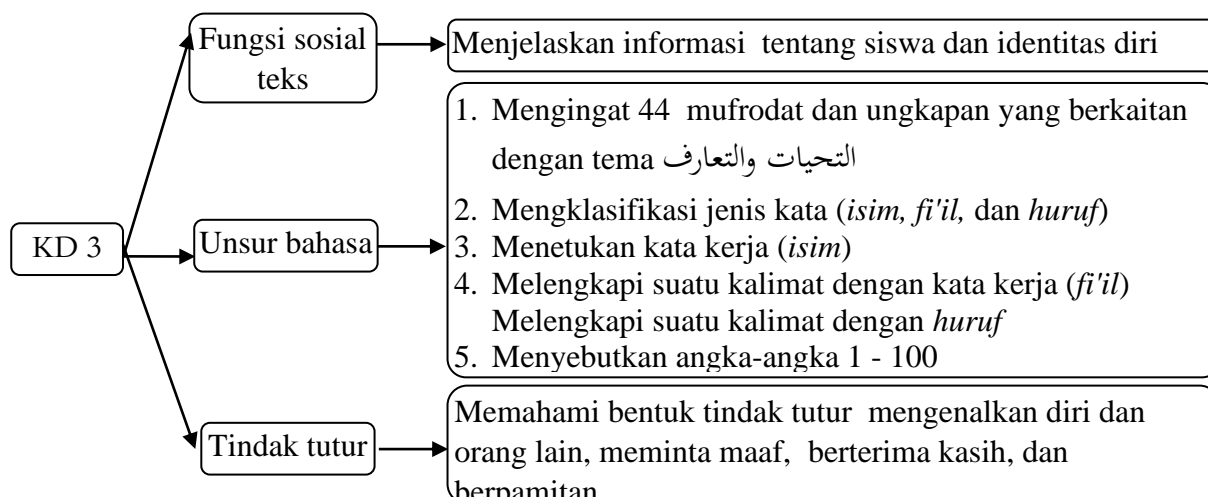 KD 3
Fungsi sosial
teks
Menjelaskan informasi tentang siswa dan identitas diri
Unsur bahasa
1. Mengingat 44 mufrodat dan ungkapan yang berkaitan
dengan tema التحيات والتعارف
2. Mengklasifikasi jenis kata (isim, fi'il, dan huruf)
3. Menetukan kata kerja (isim)
4. Melengkapi suatu kalimat dengan kata kerja (fi'il)
Melengkapi suatu kalimat dengan huruf
5. Menyebutkan angka-angka 1 - 100
Tindak tutur
Memahami bentuk tindak tutur mengenalkan diri dan
orang lain, meminta maaf, berterima kasih, dan
berpamitan